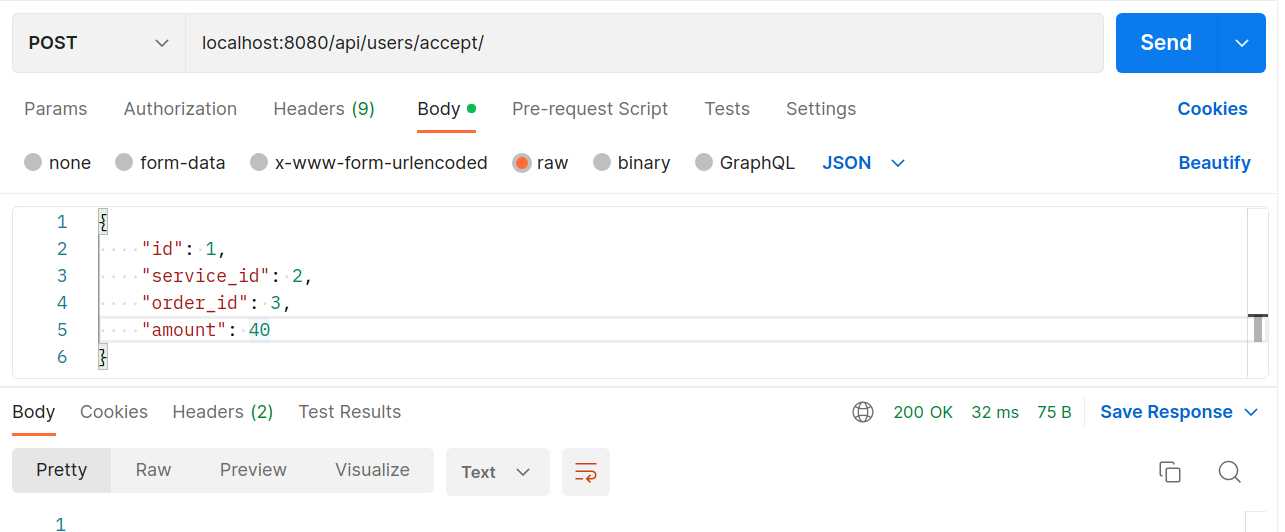 POST localhost:8080/api/users/accept/ Send
Params Authorization Headers (9) Body Pre-request Script Tests Settings Cookies
none form-data x-www-form-urlencoded raw binary GraphQL JSON Beautify
1 {
2 "id": 1,
3 "service_id": 2,
4 "order_id": 3,
5 "amount": 40
6 }
Body Cookies Headers (2) Test Results 200 OK 32 ms 75 B Save Response
Pretty Raw Preview Visualize Text
1